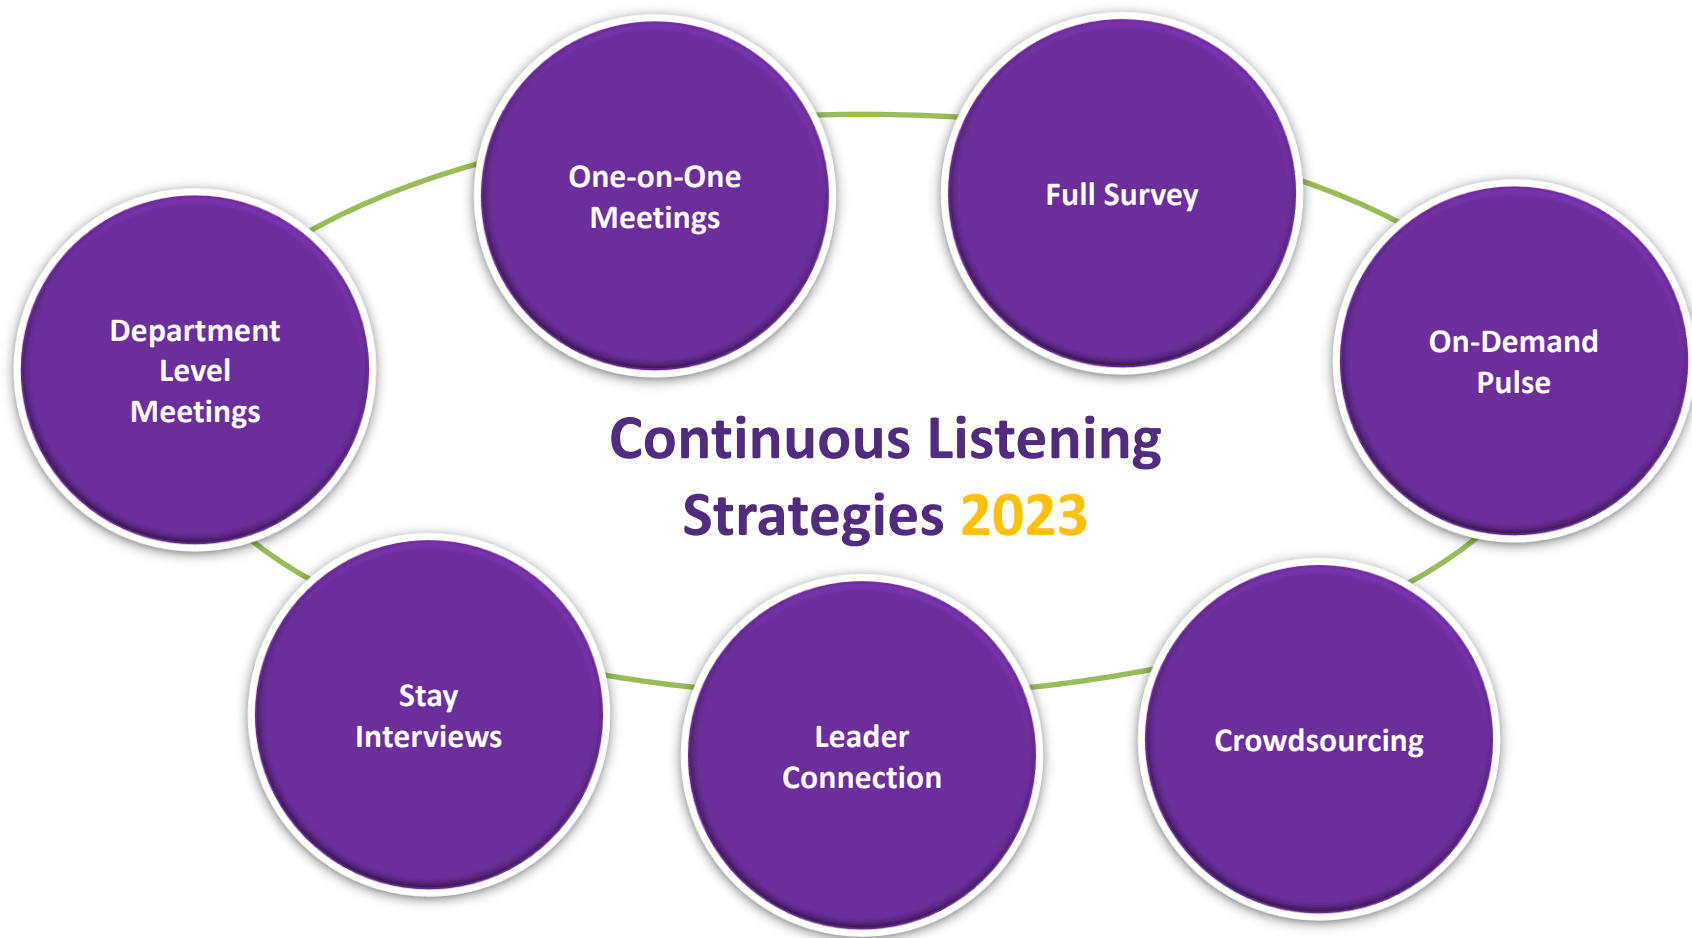 One-on-One
Meetings
Full Survey
On-Demand
Pulse
Department
Level
Meetings
Continuous Listening
Strategies 2023
Stay
Interviews
Leader
Connection
Crowdsourcing